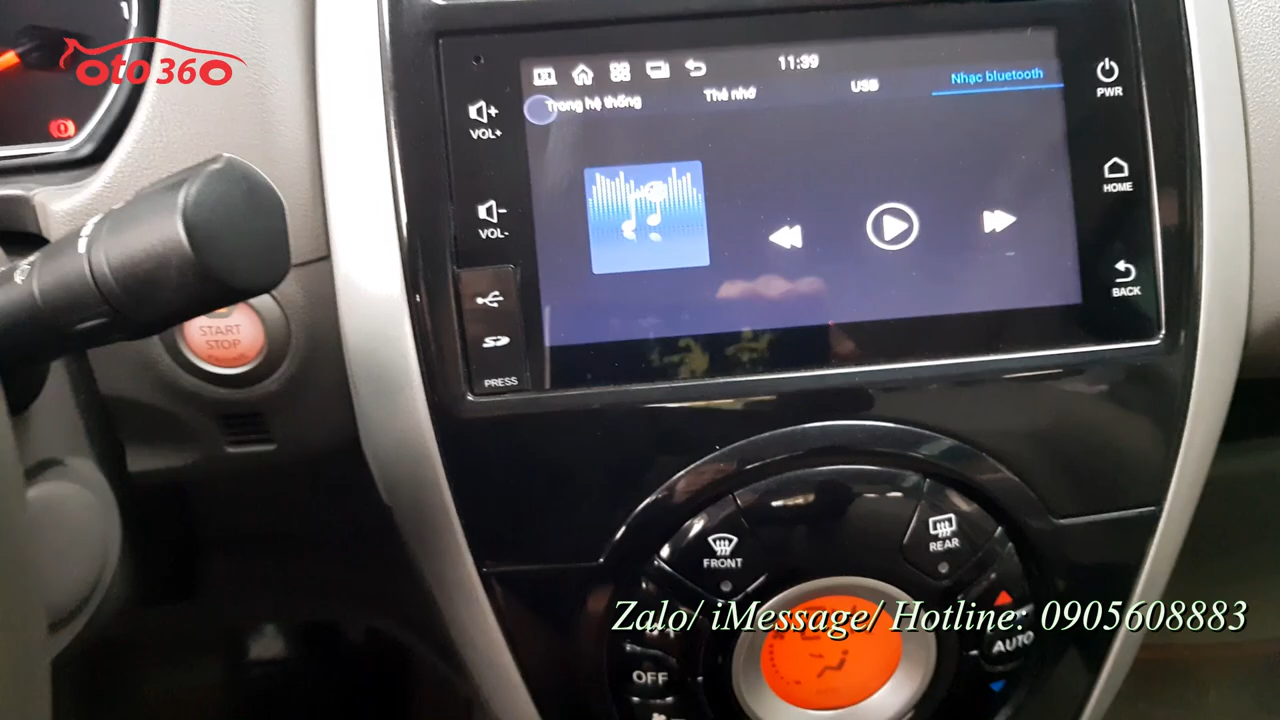 1
oto360
11:39
Trong hệ thống
Thẻ nhớ
USB
Nhạc bluetooth
VOL+
VOL-
PRESS
PWR
HOME
BACK
START
STOP
FRONT
REAR
Zalo/ iMessage/ Hotline: 0905608883
AUTO
OFF